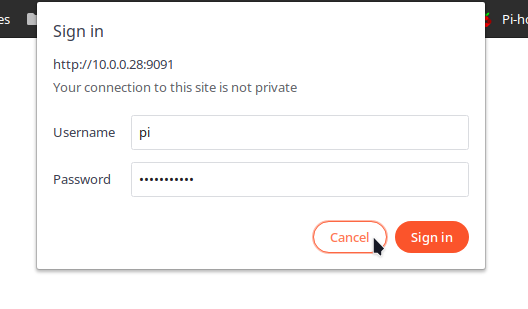 es
Pi-ho
Sign in
http://10.0.0.28:9091
Your connection to this site is not private
Username
pi
Password
•••••••••••
Cancel
Sign in